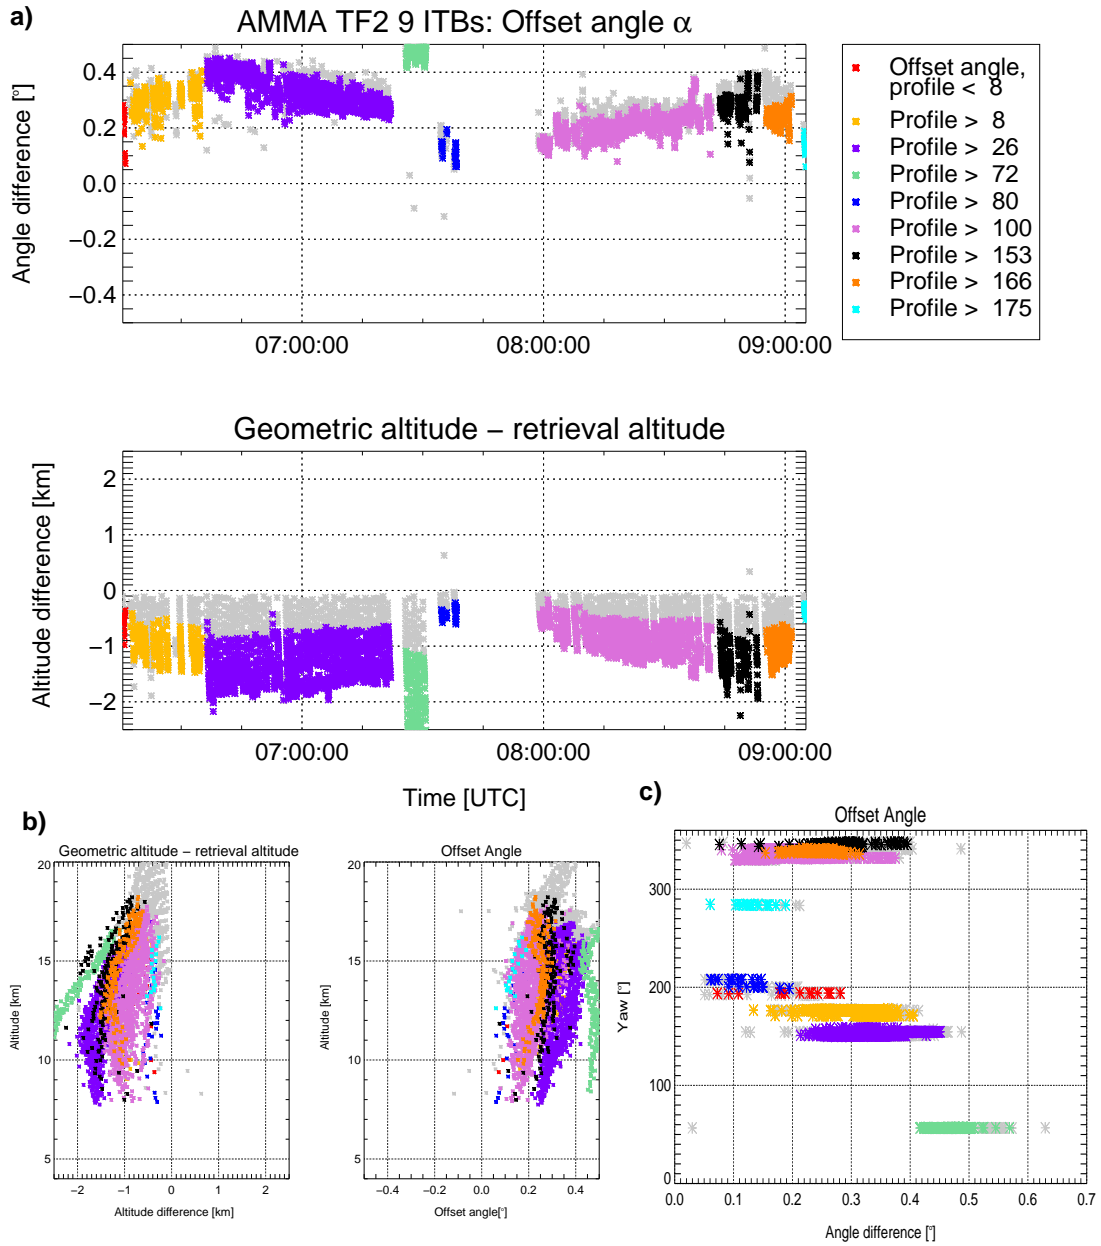 a)
AMMA TF2 9 ITBs: Offset angle α
Angle difference [°]
0.4
0.2
0.0
−0.2
−0.4
07:00:00
08:00:00
09:00:00
Offset angle,
profile < 8
Profile > 8
Profile > 26
Profile > 72
Profile > 80
Profile > 100
Profile > 153
Profile > 166
Profile > 175
Geometric altitude − retrieval altitude
Altitude difference [km]
2
1
0
−1
−2
07:00:00
08:00:00
09:00:00
Time [UTC]
b)
Geometric altitude − retrieval altitude
Altitude [km]
20
15
10
5
−2
−1
0
1
2
Altitude difference [km]
Offset Angle
Altitude [km]
20
15
10
5
−0.4
−0.2
0.0
0.2
0.4
Offset angle[°]
c)
Offset Angle
Yaw [°]
300
200
100
0
0.0
0.1
0.2
0.3
0.4
0.5
0.6
0.7
Angle difference [°]